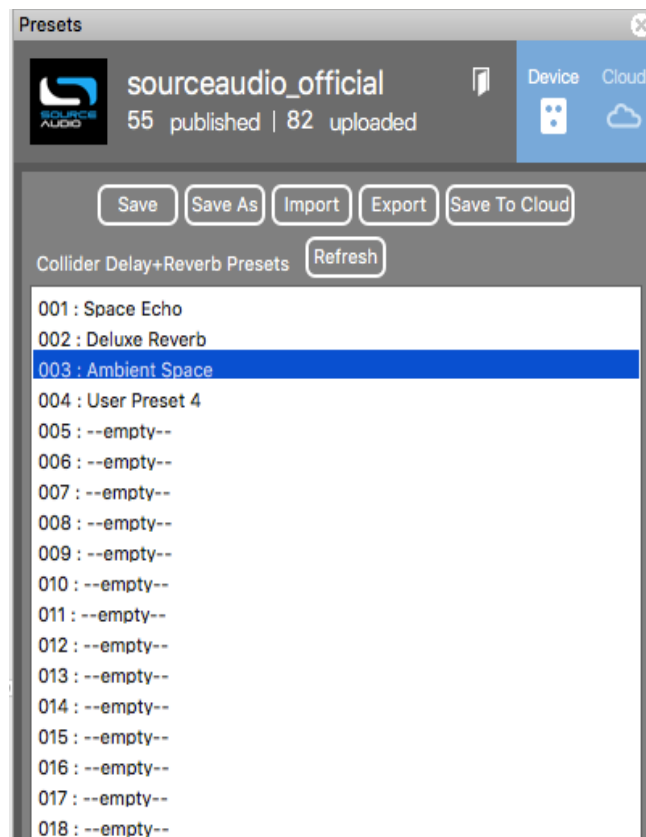 Presets
sourceaudio_official
55 published | 82 uploaded
Device
Cloud
SOURCE
AUDIO
Save
Save As
Import
Export
Save To Cloud
Collider Delay+Reverb Presets
Refresh
001 : Space Echo
002 : Deluxe Reverb
003 : Ambient Space
004 : User Preset 4
005 : --empty--
006 : --empty--
007 : --empty--
008 : --empty--
009 : --empty--
010 : --empty--
011 : --empty--
012 : --empty--
013 : --empty--
014 : --empty--
015 : --empty--
016 : --empty--
017 : --empty--
018 : --empty--